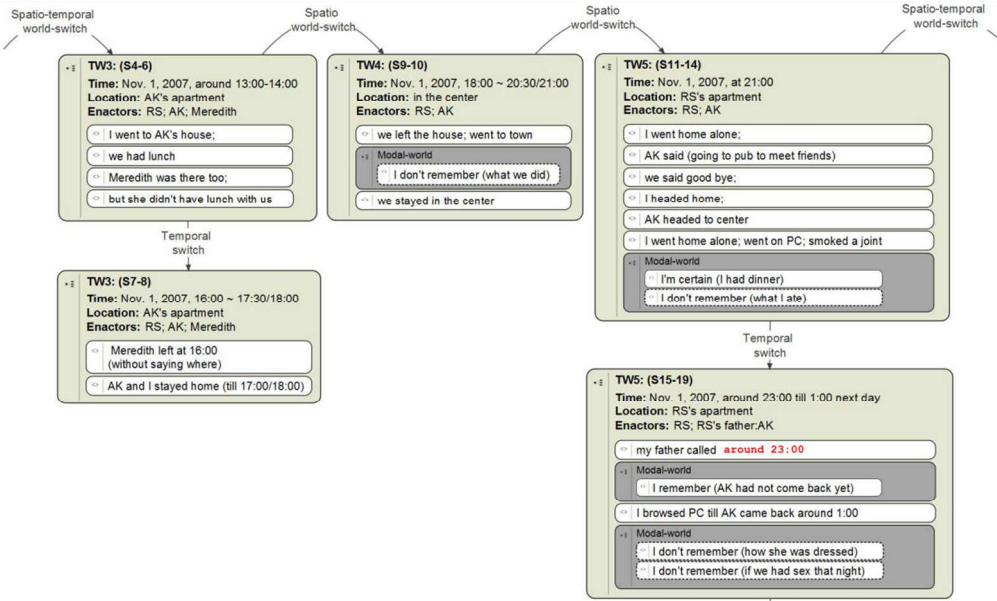 Spatio-temporal
world-switch
Spatio
world-switch
Spatio
world-switch
Spatio-temporal
world-switch
TW3: (S4-6)
Time: Nov. 1, 2007, around 13:00-14:00
Location: AK's apartment
Enactors: RS; AK; Meredith
I went to AK's house;
we had lunch
Meredith was there too;
but she didn't have lunch with us
Temporal
switch
TW3: (S7-8)
Time: Nov. 1, 2007, 16:00 ~ 17:30/18:00
Location: AK's apartment
Enactors: RS; AK; Meredith
Meredith left at 16:00
(without saying where)
AK and I stayed home (till 17:00/18:00)
TW4: (S9-10)
Time: Nov. 1, 2007, 18:00 ~ 20:30/21:00
Location: in the center
Enactors: RS; AK
we left the house; went to town
Modal-world
I don't remember (what we did)
we stayed in the center
TW5: (S11-14)
Time: Nov. 1, 2007, at 21:00
Location: RS's apartment
Enactors: RS; AK
I went home alone;
AK said (going to pub to meet friends)
we said good bye;
I headed home;
AK headed to center
I went home alone; went on PC; smoked a joint
Modal-world
I'm certain (I had dinner)
I don't remember (what I ate)
Temporal
switch
TW5: (S15-19)
Time: Nov. 1, 2007, around 23:00 till 1:00 next day
Location: RS's apartment
Enactors: RS; RS's father:AK
my father called around 23:00
Modal-world
I remember (AK had not come back yet)
I browsed PC till AK came back around 1:00
Modal-world
I don't remember (how she was dressed)
I don't remember (if we had sex that night)